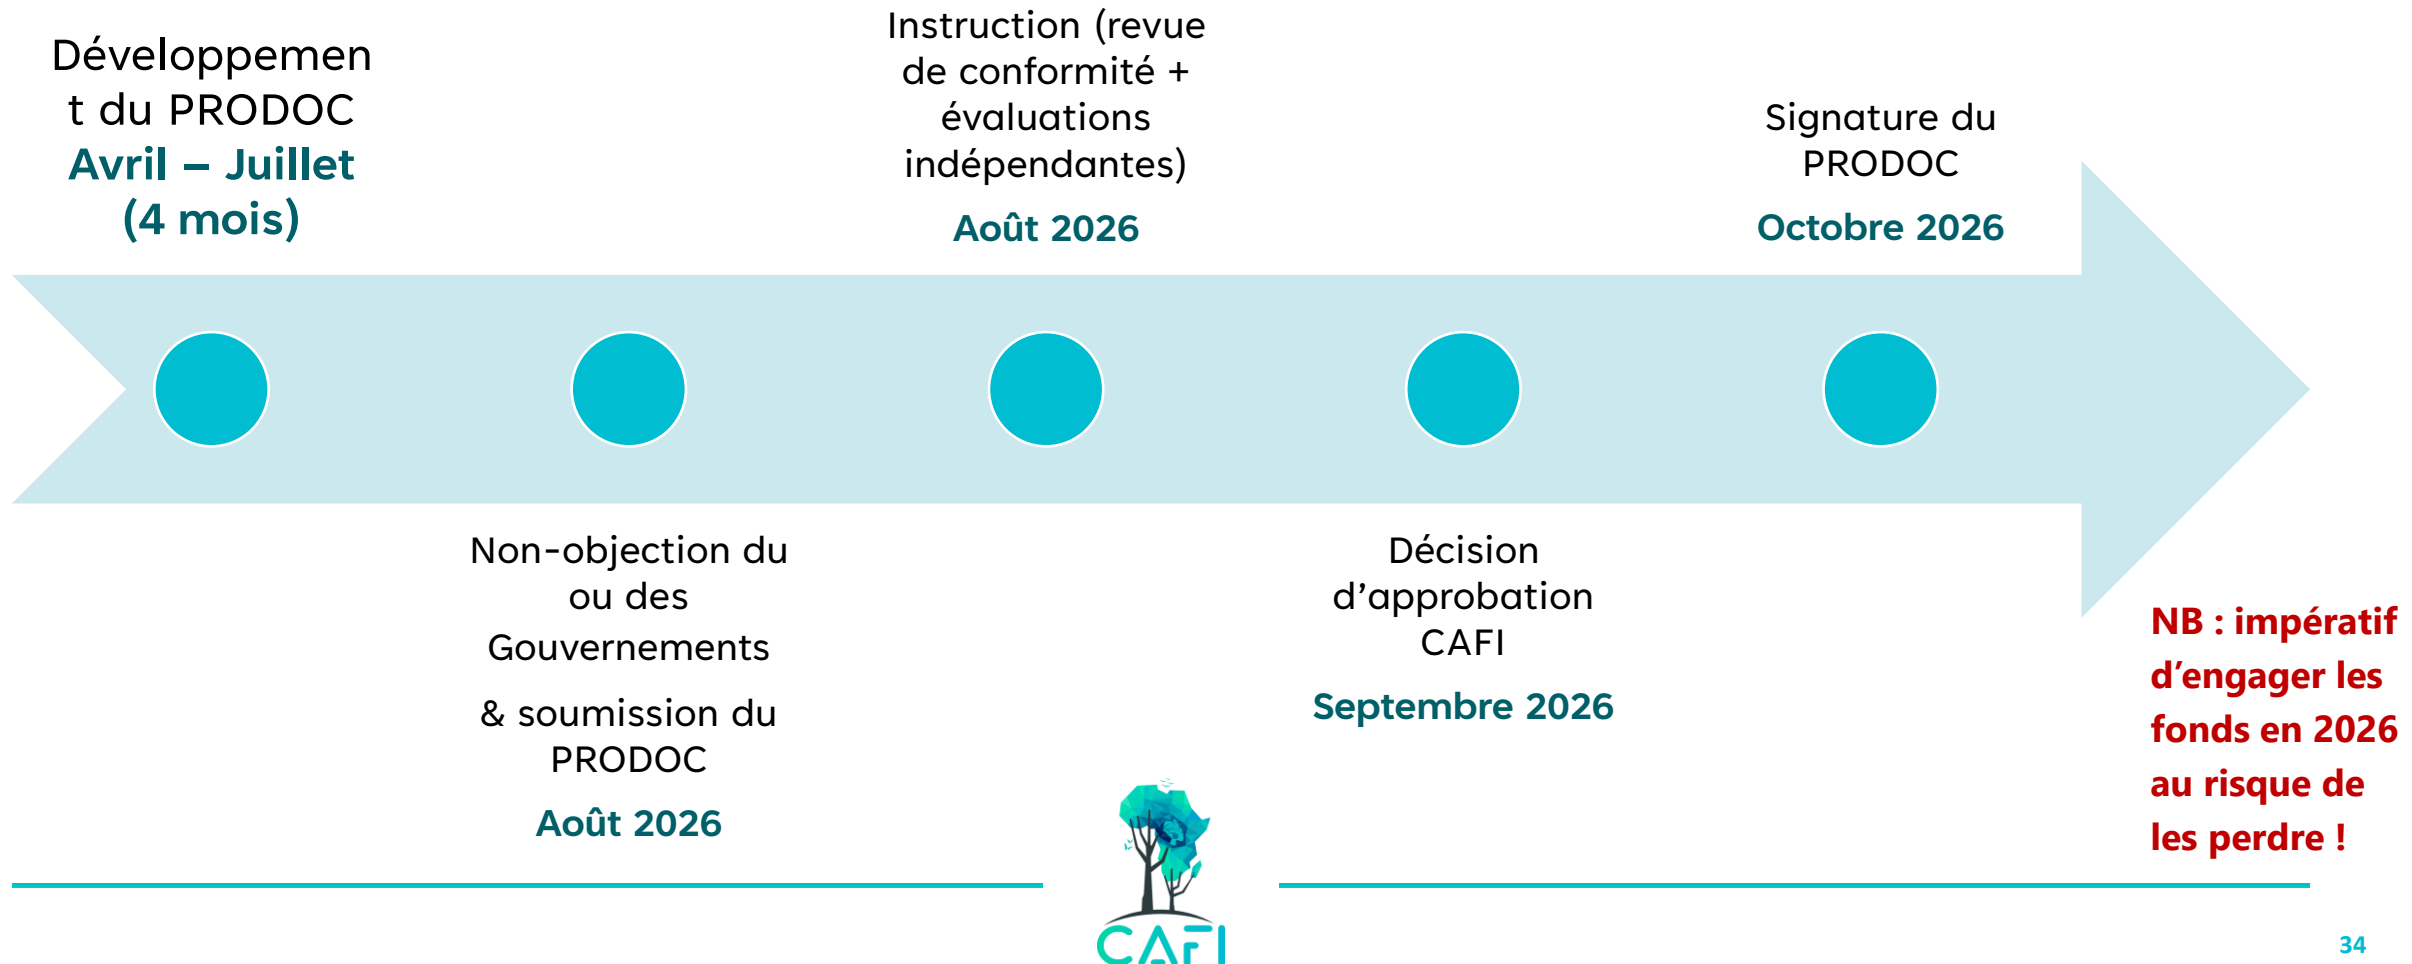 Développemen
t du PRODOC
Avril – Juillet
(4 mois)
Non-objection du
ou des
Gouvernements
& soumission du
PRODOC
Août 2026
Instruction (revue
de conformité +
évaluations
indépendantes)
Août 2026
Décision
d’approbation
CAFI
Septembre 2026
Signature du
PRODOC
Octobre 2026
NB : impératif
d’engager les
fonds en 2026
au risque de
les perdre !
CAFI
34